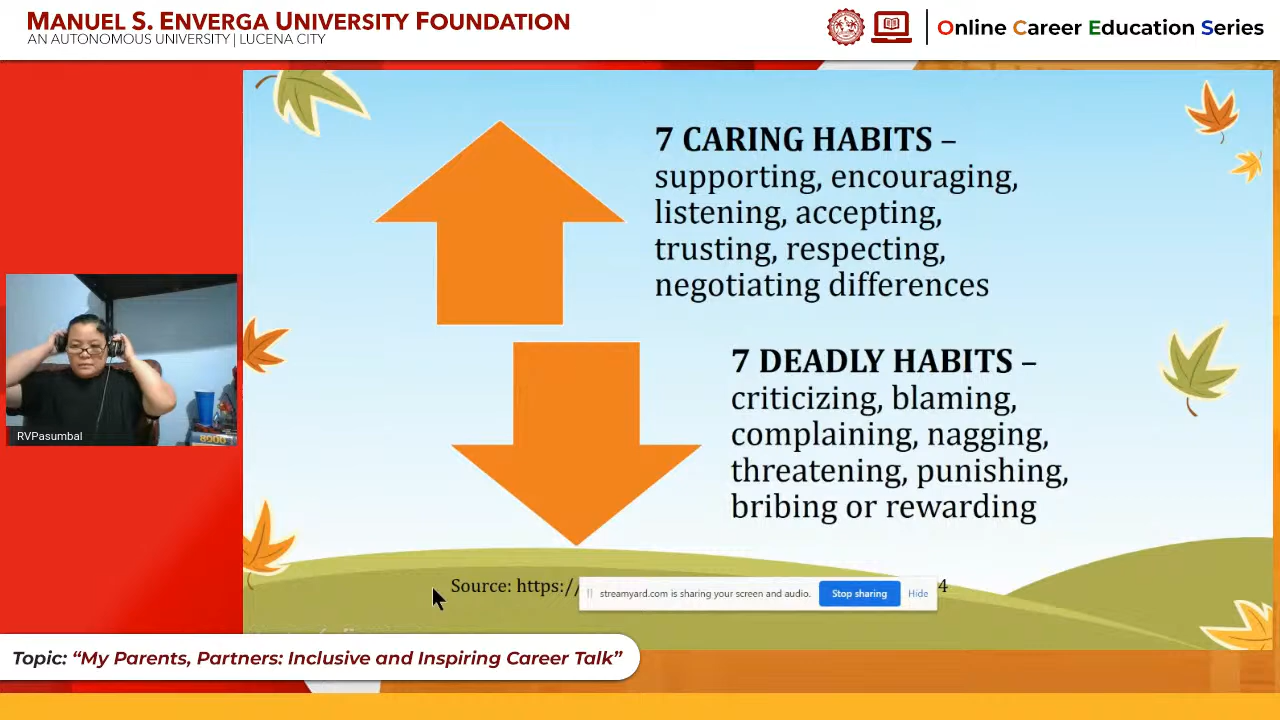 MANUEL S. ENVERGA UNIVERSITY FOUNDATION
AN AUTONOMOUS UNIVERSITY | LUCENA CITY
Online Career Education Series
7 CARING HABITS –
supporting, encouraging,
listening, accepting,
trusting, respecting,
negotiating differences
7 DEADLY HABITS –
criticizing, blaming,
complaining, nagging,
threatening, punishing,
bribing or rewarding
RVPasumbal
Source: https:/ 4
streamyard.com is sharing your screen and audio. Stop sharing Hide
Topic: “My Parents, Partners: Inclusive and Inspiring Career Talk”